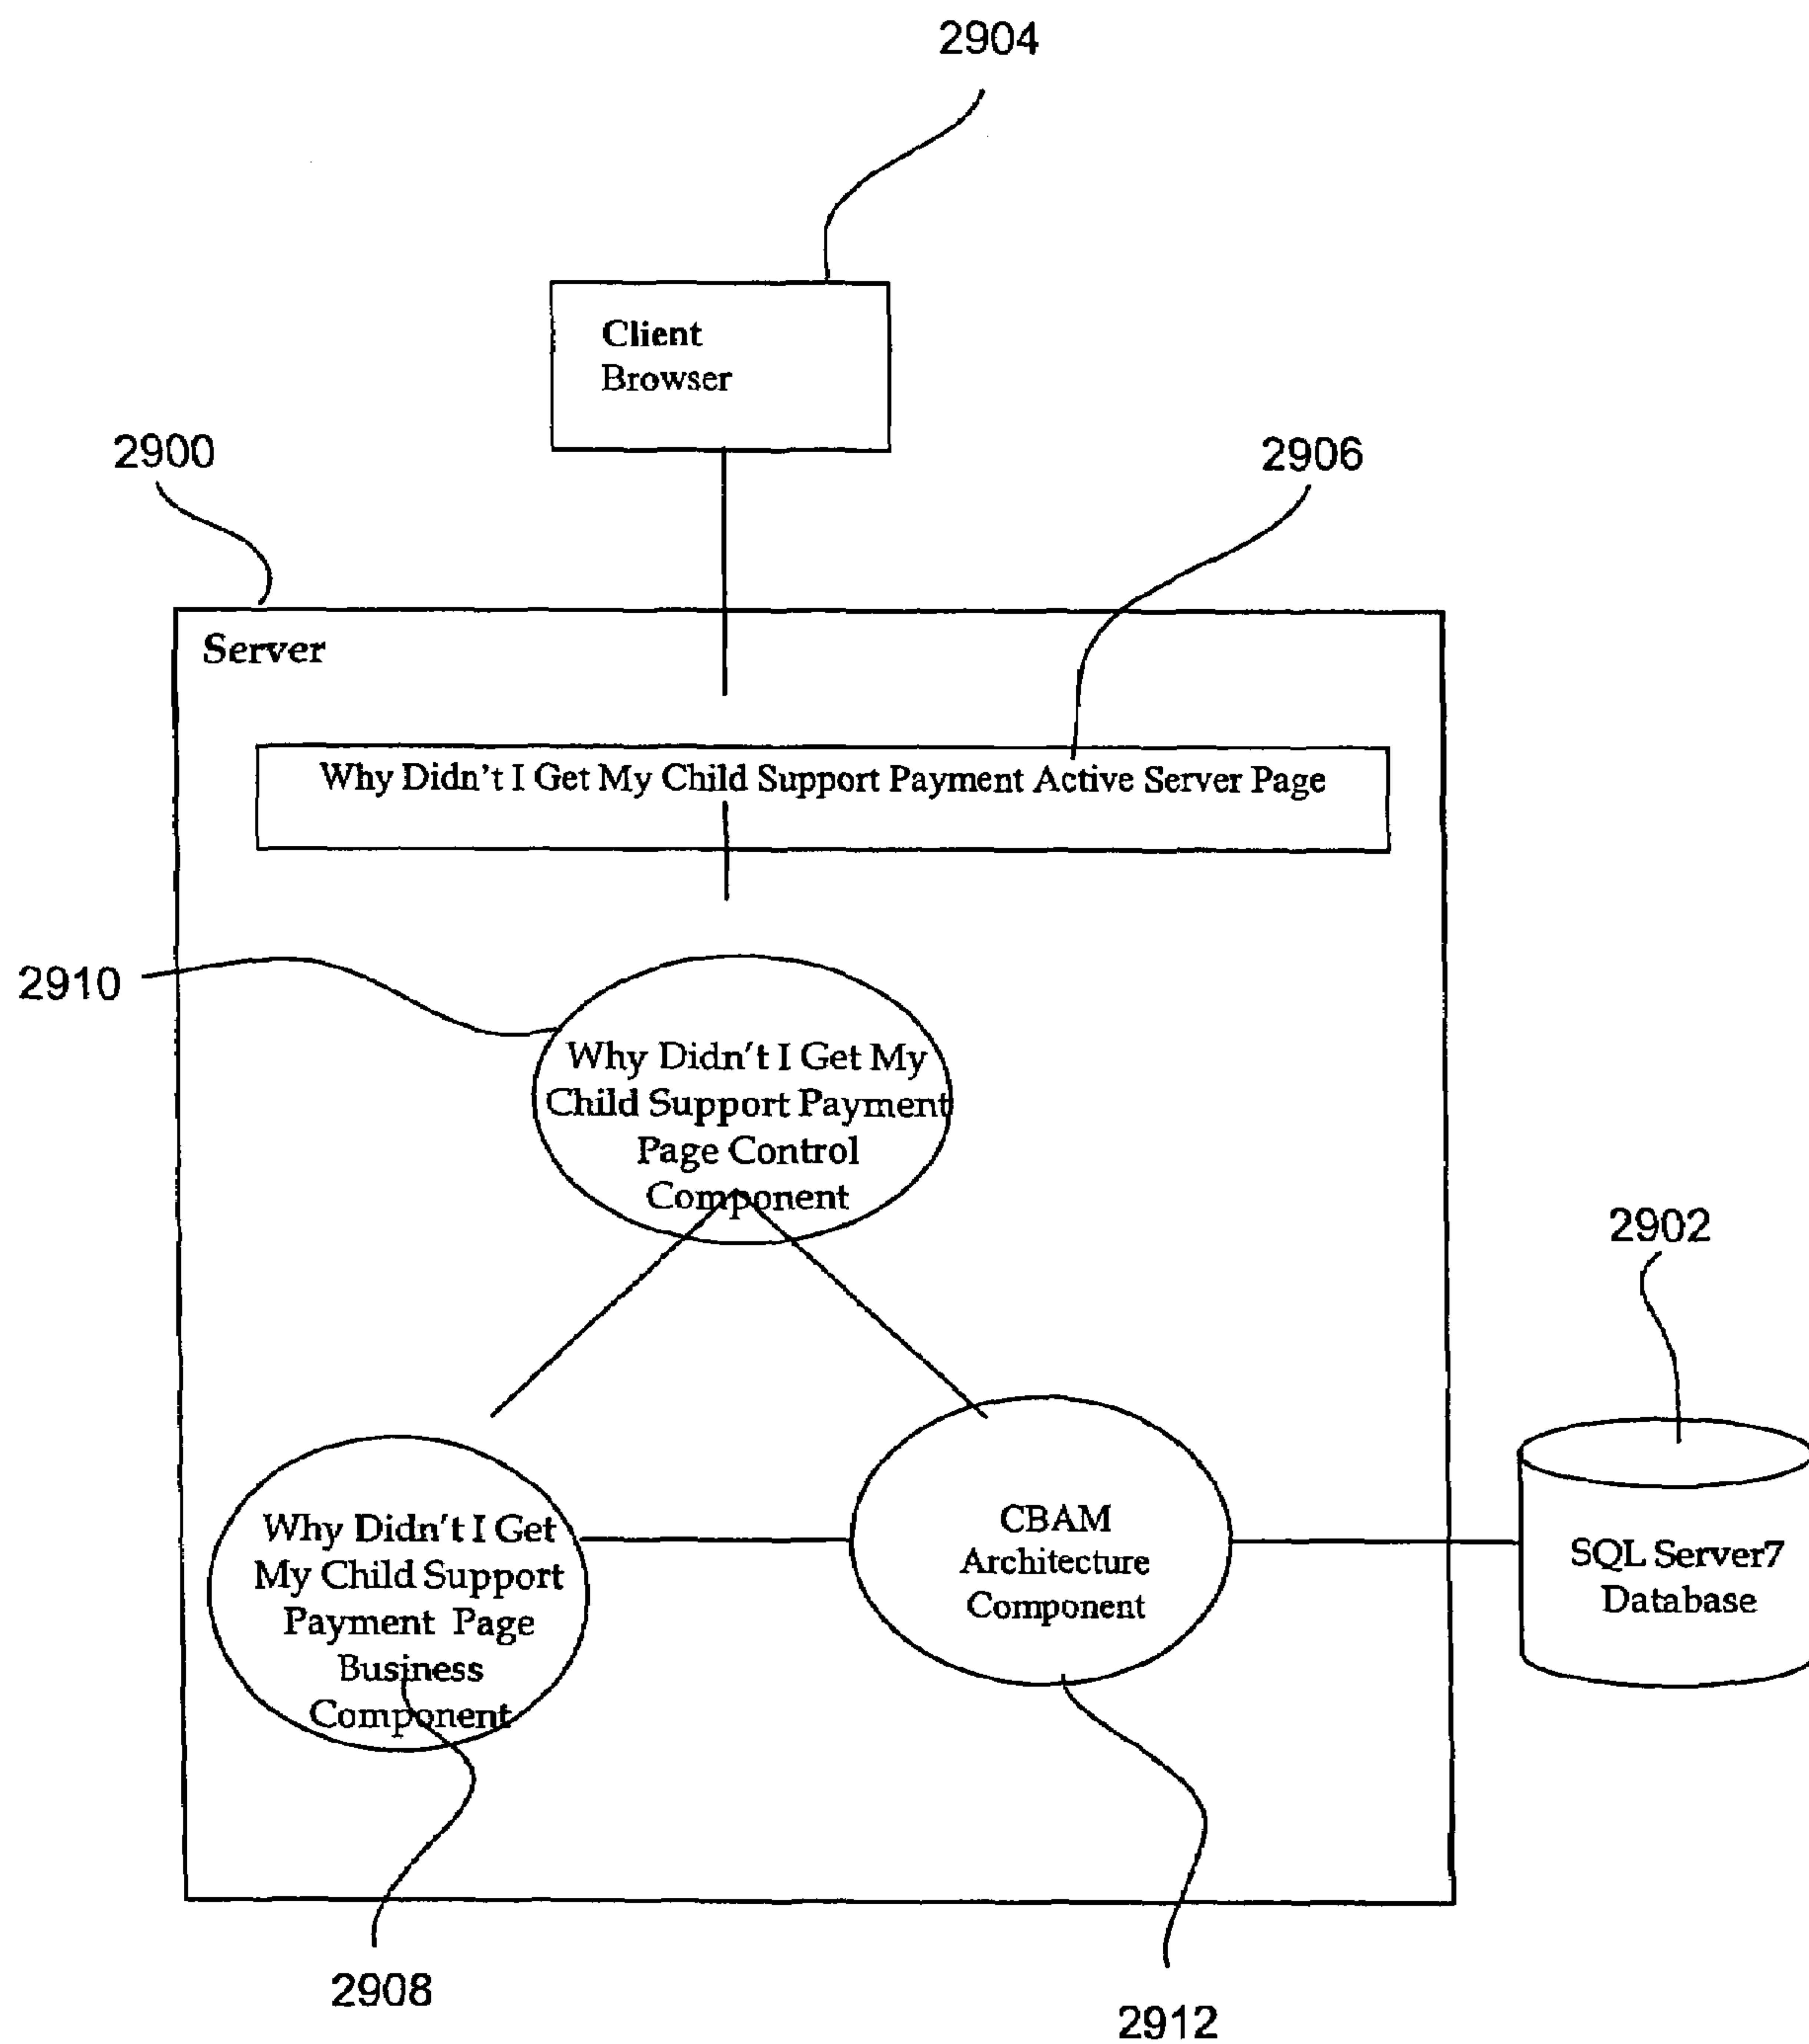 2904
Client
Browser
2900
2906
Server
Why Didn't I Get My Child Support Payment Active Server Page
2910
Why Didn't I Get My
Child Support Payment
Page Control
Component
2902
CBAM
Architecture
Component
SQL Server7
Database
Why Didn't I Get
My Child Support
Payment Page
Business
Component
2908
2912